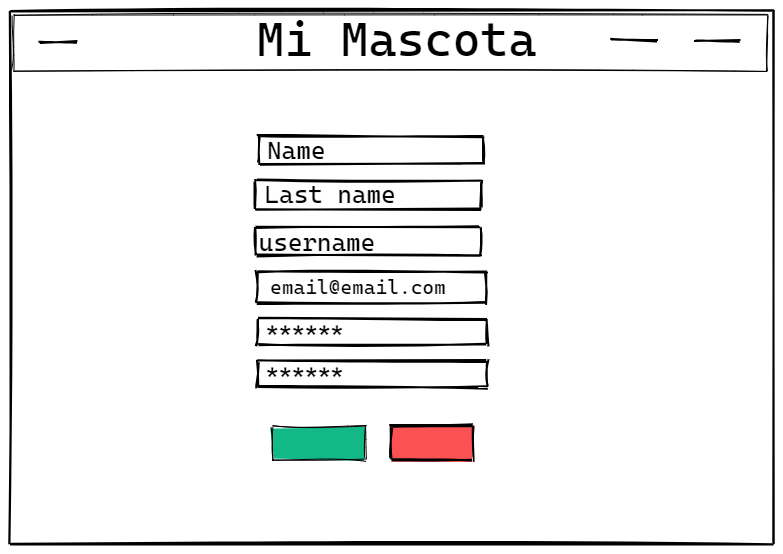 Mi Mascota
Name
Last name
username
email@email.com
******
******